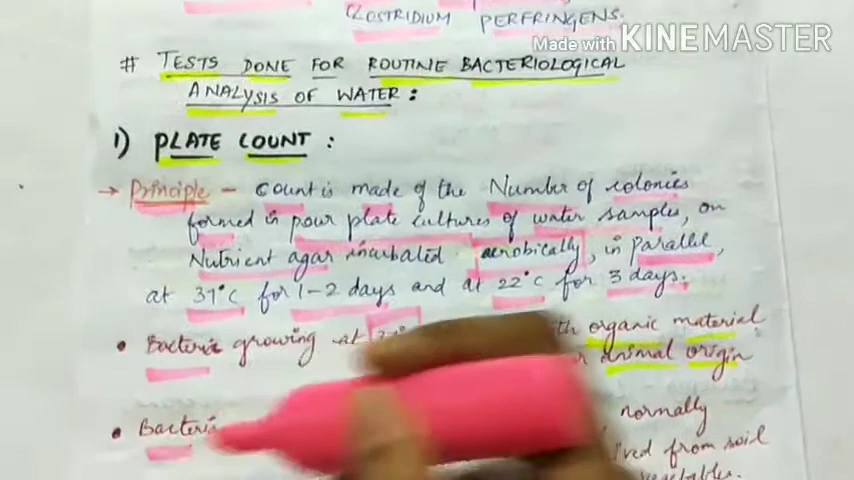 CLOSTRIDIUM PERFRINGENS.
Made with KINEMASTER
# TESTS DONE FOR ROUTINE BACTERIOLOGICAL
ANALYSIS OF WATER :
1) PLATE COUNT :
→ Principle - Count is made of the Number of colonies
formed in pour plate cultures of water samples, on
Nutrient agar incubated aerobically, in parallel,
at 37°C for 1-2 days and at 22°C for 3 days.
• Bacteria growing at organic material
animal origin
• Bacteria normally
from soil
vegetables.